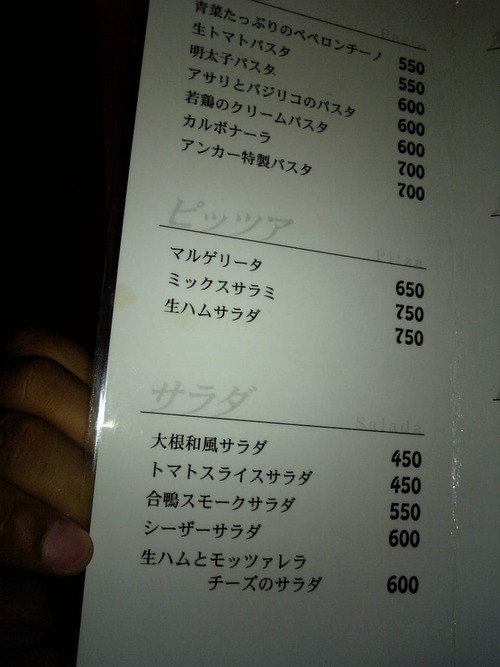 Pasta
青菜たっぷりのペペロンチーノ 550
生トマトパスタ 550
明太子パスタ 600
アサリとバジリコのパスタ 600
若鶏のクリームパスタ 600
カルボナーラ 700
アンカー特製パスタ 700
ピッツア
Pitza
マルゲリータ 650
ミックスサラミ 750
生ハムサラダ 750
サラダ
Salada
大根和風サラダ 450
トマトスライスサラダ 450
合鴨スモークサラダ 550
シーザーサラダ 600
生ハムとモッツァレラ
チーズのサラダ 600